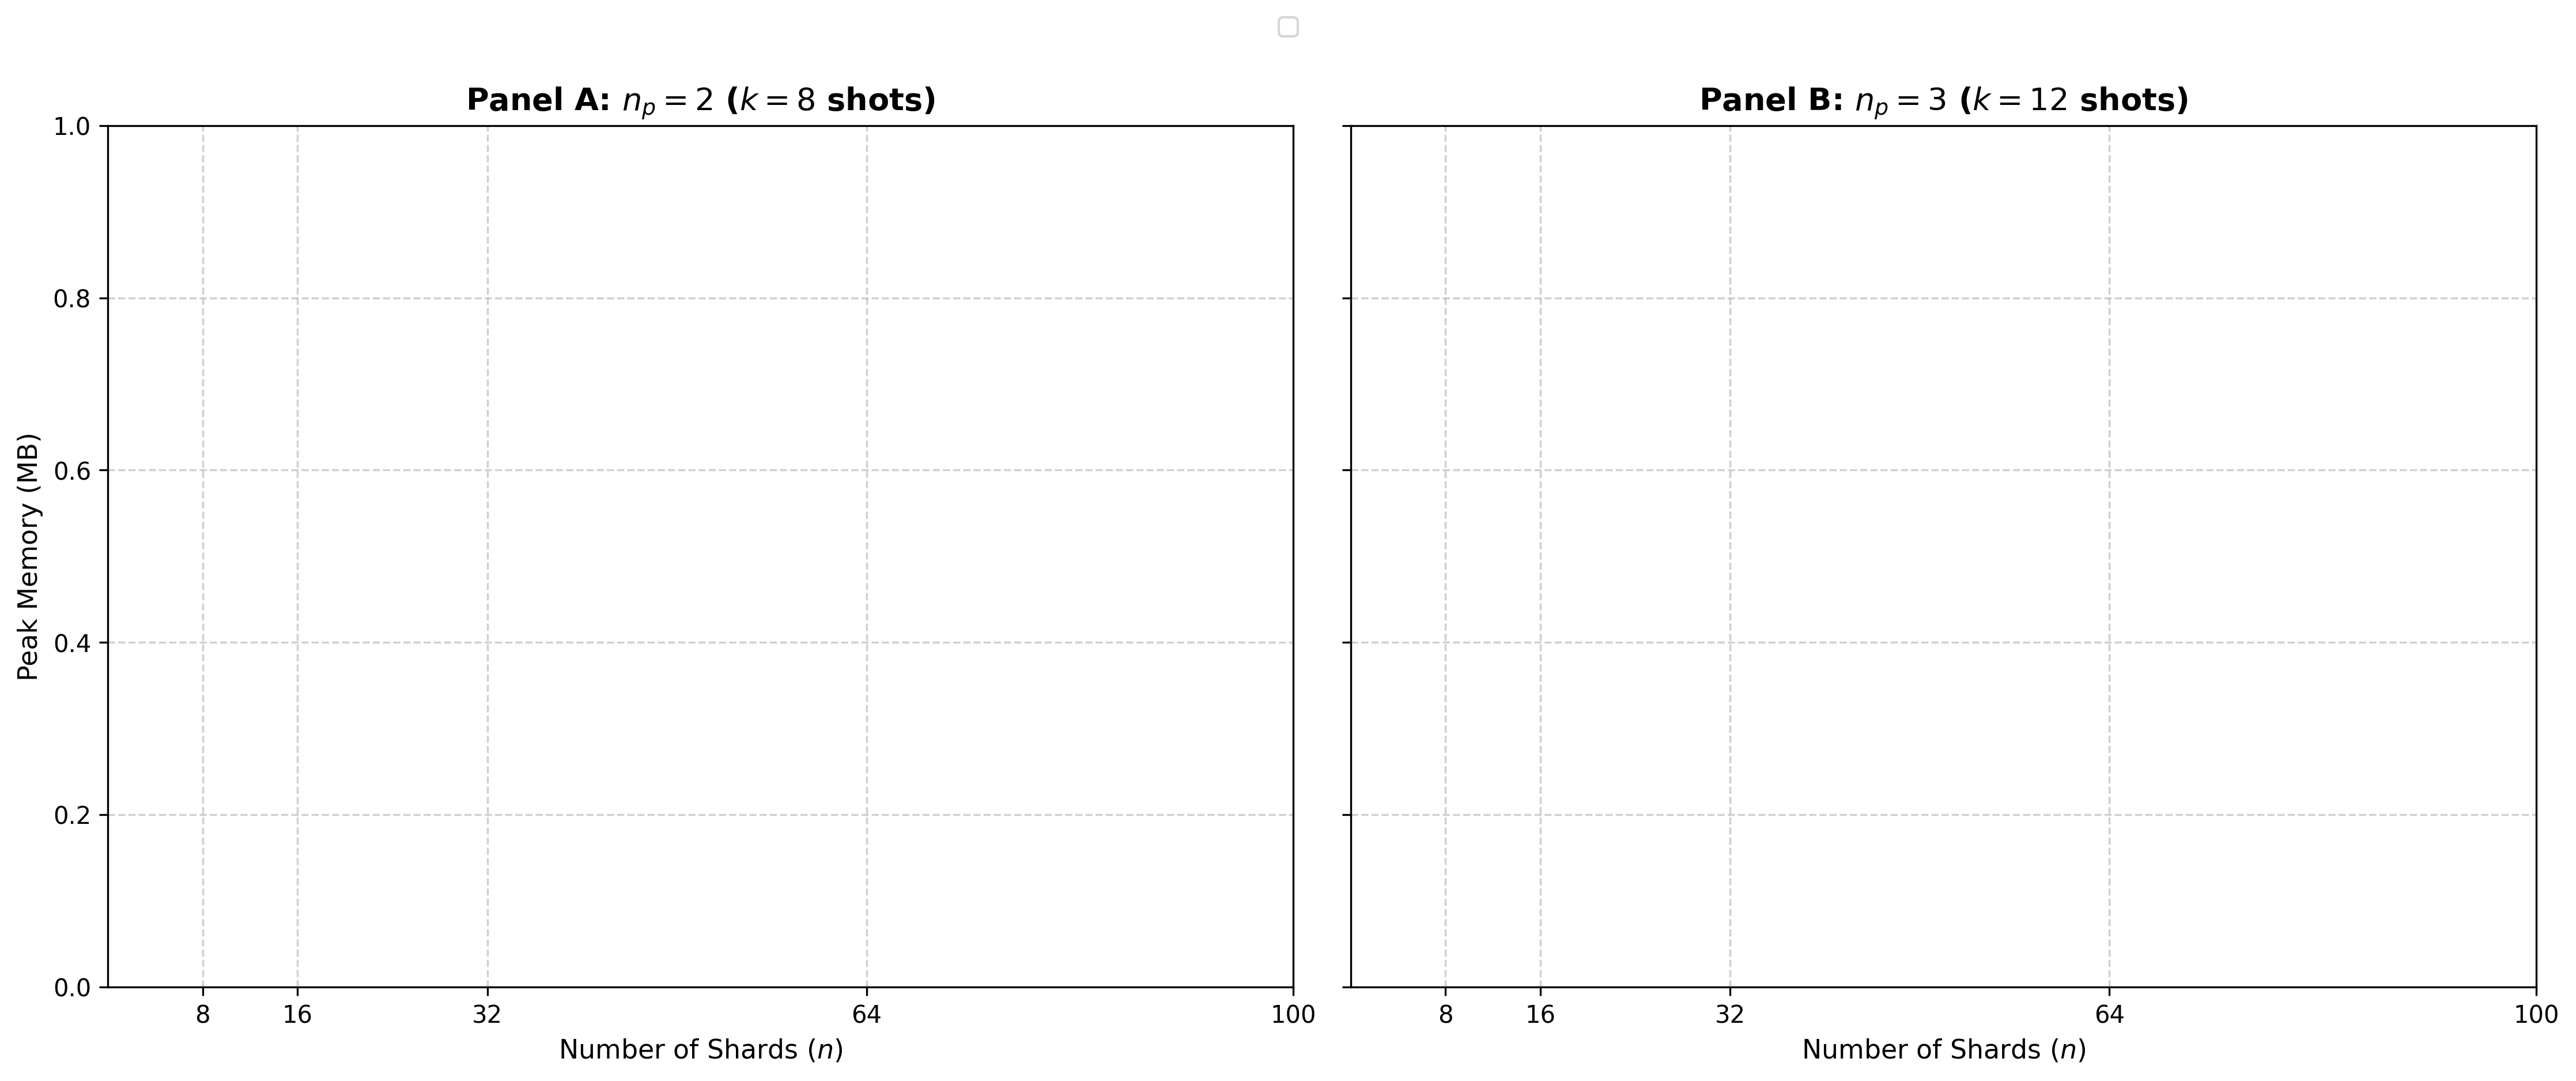 Panel A: nₚ = 2 (k = 8 shots)
Panel B: nₚ = 3 (k = 12 shots)
Peak Memory (MB)
1.0
0.8
0.6
0.4
0.2
0.0
8 16 32 64 100
8 16 32 64 100
Number of Shards (n)
Number of Shards (n)